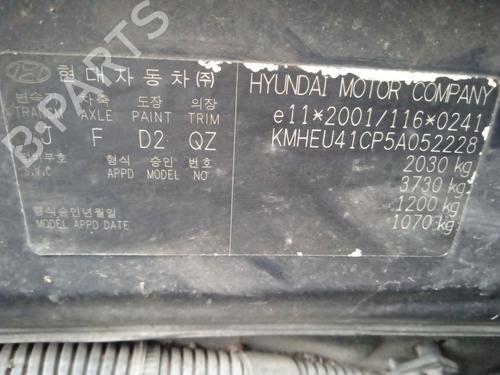 B-PARTS
현대자동차㈜
변속기 차축 도장 의장
TRANSM AXLE PAINT TRIM
J F D2 QZ
형식 승인 번호
S.V.C APPD MODEL NO
형식승인년월일
MODEL APPD DATE
HYUNDAI MOTOR COMPANY
e11*2001/116*0241
KMHEU41CP5A052228
2030 kg
3730 kg
1200 kg
1070 kg